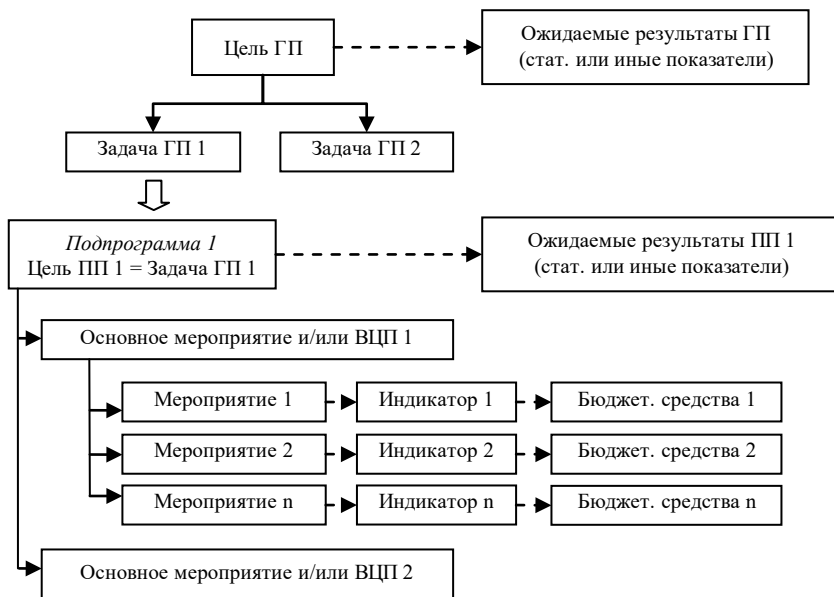 Цель ГП
Ожидаемые результаты ГП
(стат. или иные показатели)
Задача ГП 1
Задача ГП 2
Подпрограмма 1
Цель ПП 1 = Задача ГП 1
Ожидаемые результаты ПП 1
(стат. или иные показатели)
Основное мероприятие и/или ВЦП 1
Мероприятие 1
Индикатор 1
Бюджет. средства 1
Мероприятие 2
Индикатор 2
Бюджет. средства 2
Мероприятие n
Индикатор n
Бюджет. средства n
Основное мероприятие и/или ВЦП 2